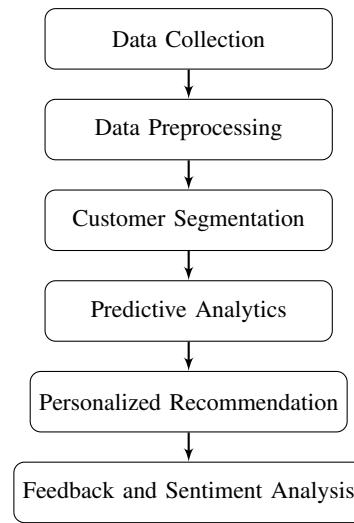 Data Collection
Data Preprocessing
Customer Segmentation
Predictive Analytics
Personalized Recommendation
Feedback and Sentiment Analysis